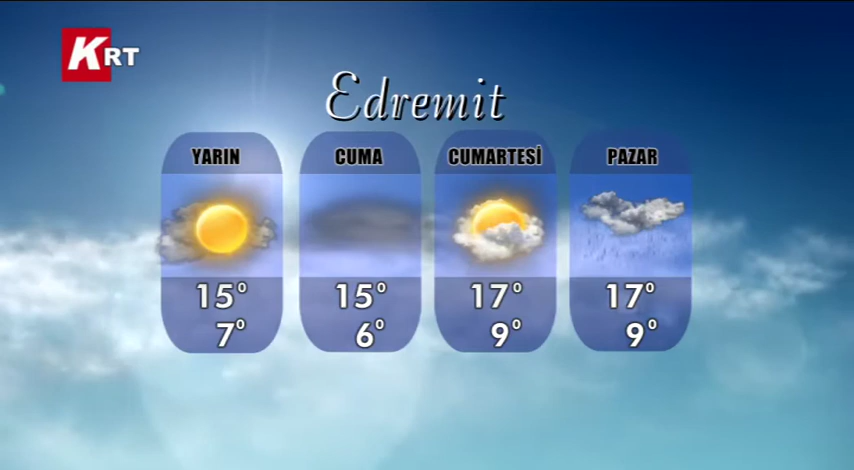 KRT
Edremit
YARIN CUMA CUMARTESİ PAZAR
15° 15° 17° 17°
7° 6° 9° 9°